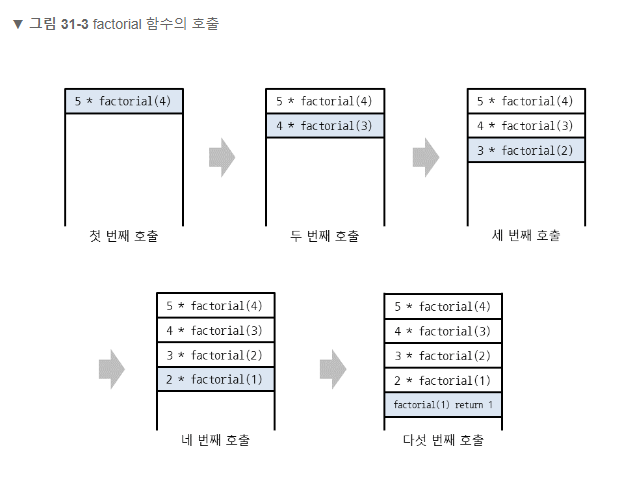 ▼ 그림 31-3 factorial 함수의 호출
5 * factorial(4)
첫 번째 호출
5 * factorial(4)
4 * factorial(3)
두 번째 호출
5 * factorial(4)
4 * factorial(3)
3 * factorial(2)
세 번째 호출
5 * factorial(4)
4 * factorial(3)
3 * factorial(2)
2 * factorial(1)
네 번째 호출
5 * factorial(4)
4 * factorial(3)
3 * factorial(2)
2 * factorial(1)
factorial(1) return 1
다섯 번째 호출